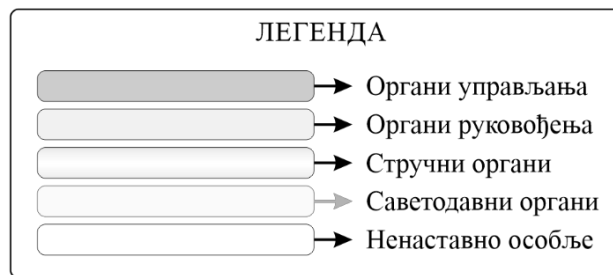 ЛЕГЕНДА
Органи управљања
Органи руковођења
Стручни органи
Саветодавни органи
Ненаставно особље